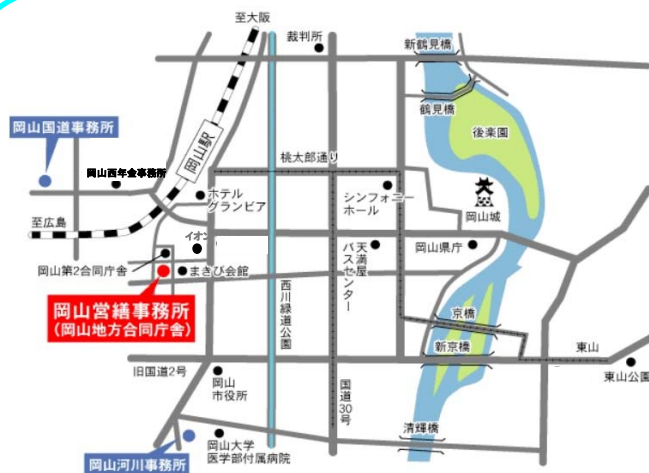 至大阪
裁判所
新鶴見橋
鶴見橋
後楽園
岡山国道事務所
岡山西年金事務所
岡山駅
桃太郎通り
ホテル
グランビア
シンフォニー
ホール
岡山城
至広島
イオン
岡山第2合同庁舎
まきび会館
天満屋
バスセンター
岡山県庁
岡山営繕事務所
(岡山地方合同庁舎)
西川緑道公園
京橋
新京橋
東山
東山公園
旧国道2号
岡山
市役所
国道30号
清輝橋
岡山河川事務所
岡山大学
医学部付属病院